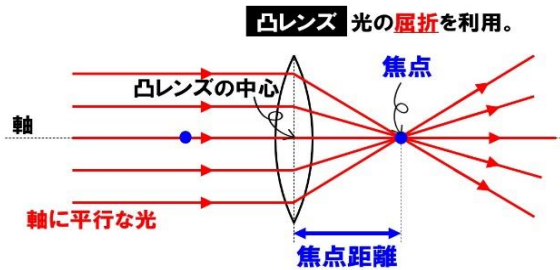 凸レンズ 光の屈折を利用。
焦点
凸レンズの中心
軸
軸に平行な光
焦点距離